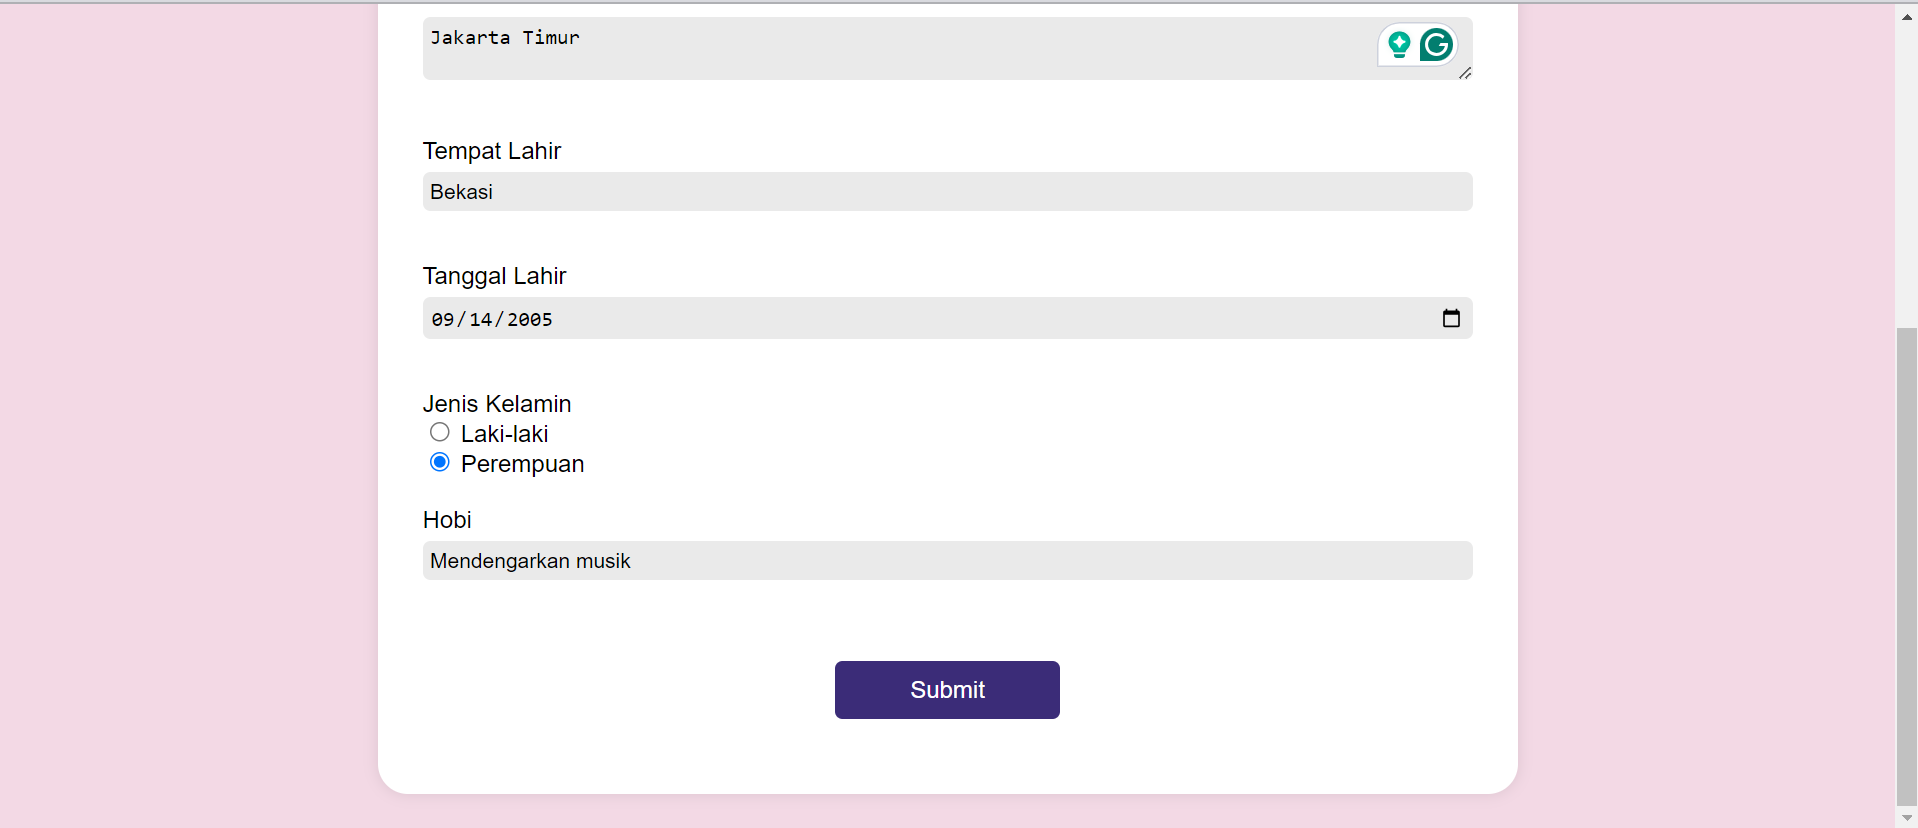 Jakarta Timur
Tempat Lahir
Bekasi
Tanggal Lahir
09/14/2005
Jenis Kelamin
Laki-laki
Perempuan
Hobi
Mendengarkan musik
Submit